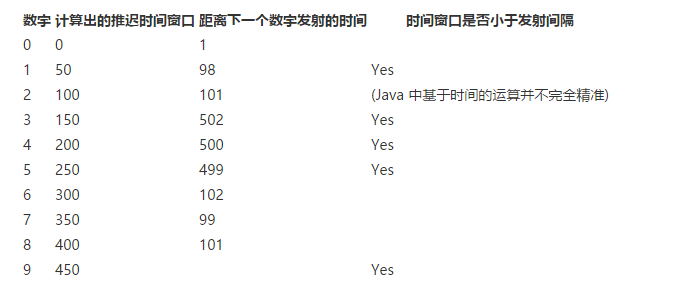 数字 计算出的推迟时间窗口 距离下一个数字发射的时间 时间窗口是否小于发射间隔
0 0 1
1 50 98 Yes
2 100 101 (Java 中基于时间的运算并不完全精准)
3 150 502 Yes
4 200 500 Yes
5 250 499 Yes
6 300 102
7 350 99
8 400 101
9 450 Yes